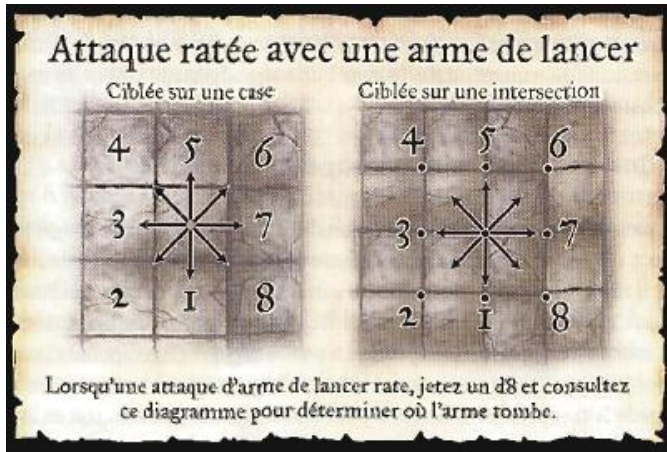 Attaque ratée avec une arme de lancer
Ciblée sur une case
4 5 6
3 7
2 1 8
Ciblée sur une intersection
4 5 6
3 7
2 1 8
Lorsqu'une attaque d'arme de lancer rate, jetez un d8 et consultez
ce diagramme pour déterminer où l'arme tombe.